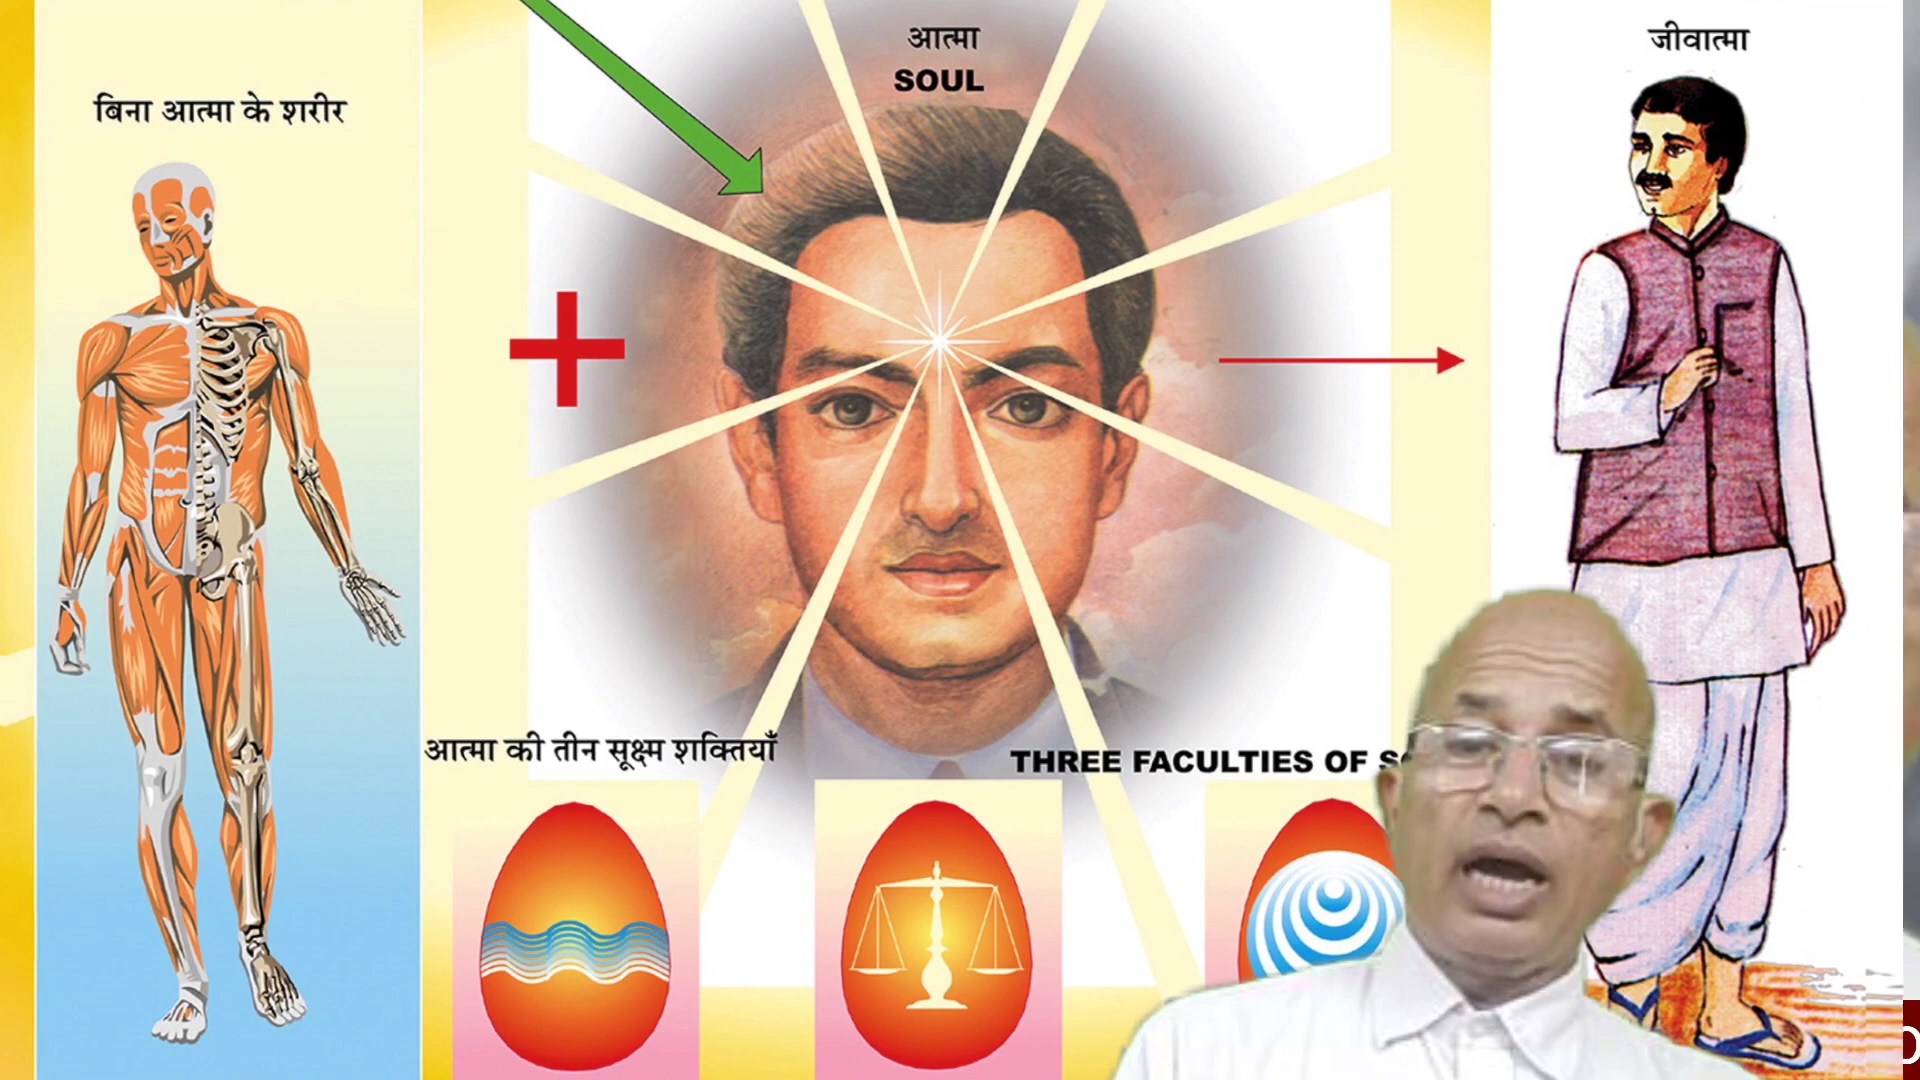 बिना आत्मा के शरीर
आत्मा
SOUL
जीवात्मा
आत्मा की तीन सूक्ष्म शक्तियाँ
THREE FACULTIES OF